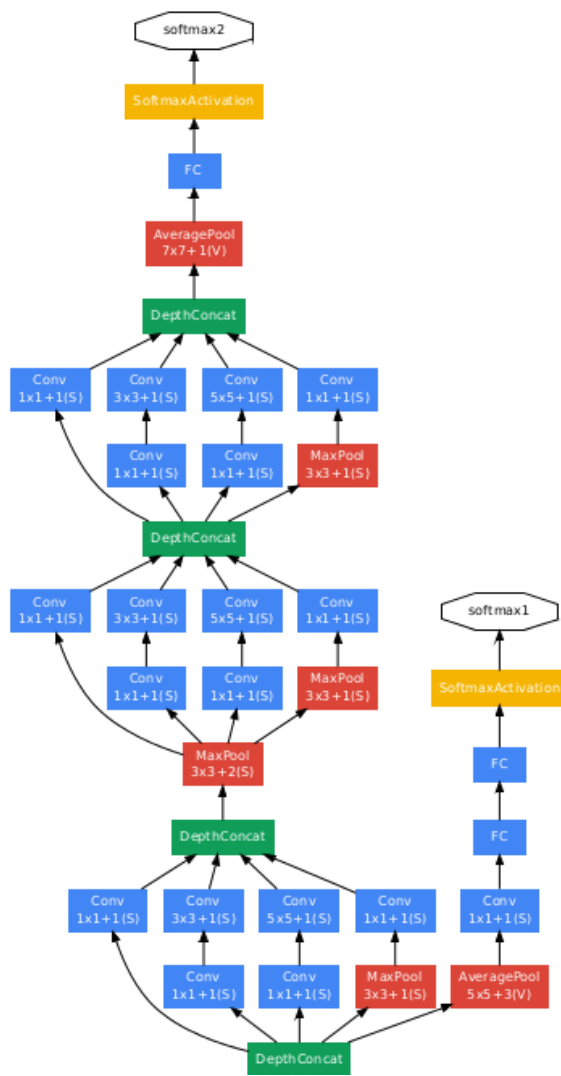 softmax2
SoftmaxActivation
FC
AveragePool
7x7+1(V)
DepthConcat
Conv
1x1+1(S)
Conv
3x3+1(S)
Conv
5x5+1(S)
Conv
1x1+1(S)
Conv
1x1+1(S)
Conv
1x1+1(S)
MaxPool
3x3+1(S)
DepthConcat
Conv
1x1+1(S)
Conv
3x3+1(S)
Conv
5x5+1(S)
Conv
1x1+1(S)
softmax1
Conv
1x1+1(S)
Conv
1x1+1(S)
MaxPool
3x3+1(S)
SoftmaxActivation
MaxPool
3x3+2(S)
FC
DepthConcat
FC
Conv
1x1+1(S)
Conv
3x3+1(S)
Conv
5x5+1(S)
Conv
1x1+1(S)
Conv
1x1+1(S)
Conv
1x1+1(S)
Conv
1x1+1(S)
MaxPool
3x3+1(S)
AveragePool
5x5+3(V)
DepthConcat